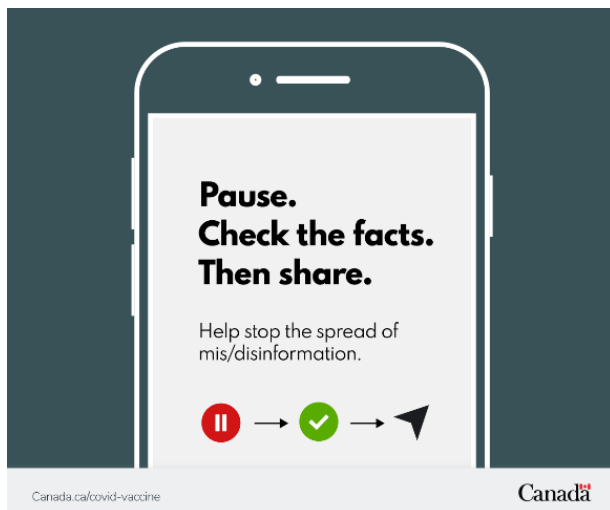 Pause.
Check the facts.
Then share.
Help stop the spread of
mis/disinformation.
Canada.ca/covid-vaccine
Canada